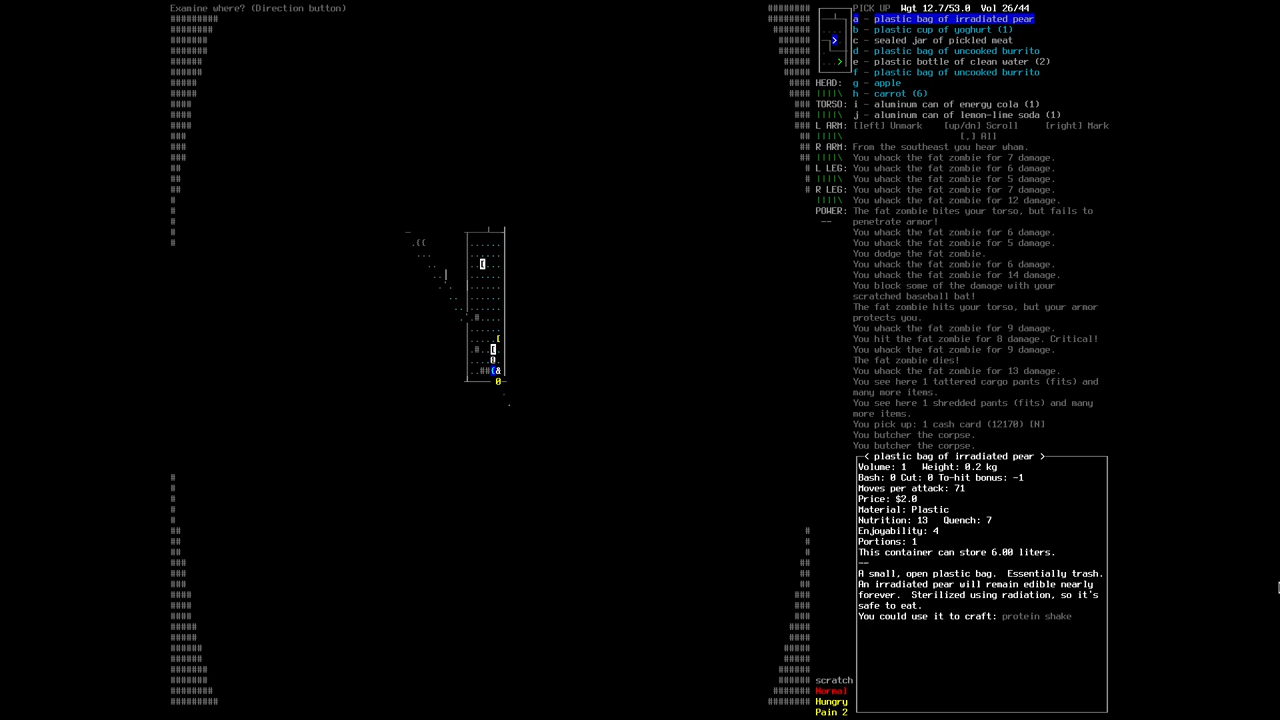 Examine where? (Direction button)
PICK UP  Wgt 12.7/53.0  Vol 26/44
a - plastic bag of irradiated pear
b - plastic cup of yoghurt (1)
c - sealed jar of pickled meat
d - plastic bag of uncooked burrito
e - plastic bottle of clean water (2)
f - plastic bag of uncooked burrito
HEAD: g - apple
h - carrot (6)
TORSO: i - aluminum can of energy cola (1)
j - aluminum can of lemon-lime soda (1)
L ARM: [left] Unmark    [up/dn] Scroll    [right] Mark
[,] All
R ARM: From the southeast you hear wham.
You whack the fat zombie for 7 damage.
L LEG: You whack the fat zombie for 6 damage.
You whack the fat zombie for 5 damage.
R LEG: You whack the fat zombie for 7 damage.
You whack the fat zombie for 12 damage.
POWER: The fat zombie bites your torso, but fails to
-- penetrate armor!
You whack the fat zombie for 6 damage.
You whack the fat zombie for 5 damage.
You dodge the fat zombie.
You whack the fat zombie for 6 damage.
You whack the fat zombie for 14 damage.
You block some of the damage with your
scratched baseball bat!
The fat zombie hits your torso, but your armor
protects you.
You whack the fat zombie for 9 damage.
You hit the fat zombie for 8 damage. Critical!
You whack the fat zombie for 9 damage.
The fat zombie dies!
You whack the fat zombie for 13 damage.
You see here 1 tattered cargo pants (fits) and
many more items.
You see here 1 shredded pants (fits) and many
more items.
You pick up: 1 cash card (12170) [N]
You butcher the corpse.
You butcher the corpse.
< plastic bag of irradiated pear >
Volume: 1   Weight: 0.2 kg
Bash: 0 Cut: 0 To-hit bonus: -1
Moves per attack: 71
Price: $2.0
Material: Plastic
Nutrition: 13   Quench: 7
Enjoyability: 4
Portions: 1
This container can store 6.00 liters.
--
A small, open plastic bag.  Essentially trash.
An irradiated pear will remain edible nearly
forever.  Sterilized using radiation, so it's
safe to eat.
You could use it to craft: protein shake
scratch
Normal
Hungry
Pain 2